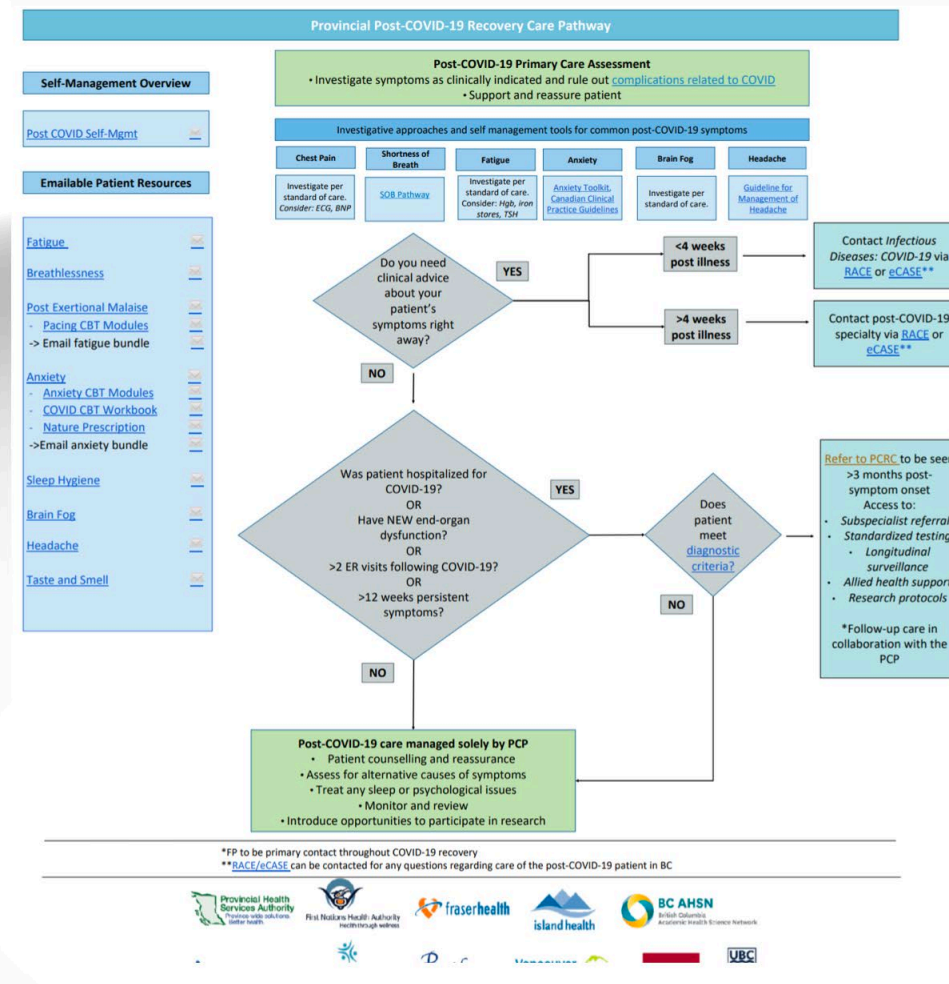 Provincial Post-COVID-19 Recovery Care Pathway
Self-Management Overview
Post COVID Self-Mgmt
Emailable Patient Resources
Fatigue
Breathlessness
Post Exertional Malaise
- Pacing CBT Modules
-> Email fatigue bundle
Anxiety
- Anxiety CBT Modules
- COVID CBT Workbook
- Nature Prescription
->Email anxiety bundle
Sleep Hygiene
Brain Fog
Headache
Taste and Smell
Post-COVID-19 Primary Care Assessment
• Investigate symptoms as clinically indicated and rule out complications related to COVID
• Support and reassure patient
Investigative approaches and self management tools for common post-COVID-19 symptoms
Chest Pain
Investigate per
standard of care.
Consider: ECG, BNP
Shortness of
Breath
SOB Pathway
Fatigue
Investigate per
standard of care.
Consider: Hgb, iron
stores, TSH
Anxiety
Anxiety Toolkit,
Canadian Clinical
Practice Guidelines
Brain Fog
Investigate per
standard of care.
Headache
Guideline for
Management of
Headache
Do you need
clinical advice
about your
patient's
symptoms right
away?
YES
<4 weeks
post illness
Contact Infectious
Diseases: COVID-19 via
RACE or eCASE**
>4 weeks
post illness
Contact post-COVID-19
specialty via RACE or
eCASE**
NO
Was patient hospitalized for
COVID-19?
OR
Have NEW end-organ
dysfunction?
OR
>2 ER visits following COVID-19?
OR
>12 weeks persistent
symptoms?
YES
Does
patient
meet
diagnostic
criteria?
NO
Refer to PCRC to be seen
>3 months post-
symptom onset
Access to:
• Subspecialist referral
• Standardized testing
• Longitudinal
surveillance
• Allied health support
• Research protocols
*Follow-up care in
collaboration with the
PCP
NO
Post-COVID-19 care managed solely by PCP
• Patient counselling and reassurance
• Assess for alternative causes of symptoms
• Treat any sleep or psychological issues
• Monitor and review
• Introduce opportunities to participate in research
*FP to be primary contact throughout COVID-19 recovery
**RACE/eCASE can be contacted for any questions regarding care of the post-COVID-19 patient in BC
Provincial Health
Services Authority
Province-wide solutions.
Better health.
First Nations Health Authority
Health through wellness
fraserhealth
island health
BC AHSN
British Columbia
Academic Health Science Network
Vancouver
UBC